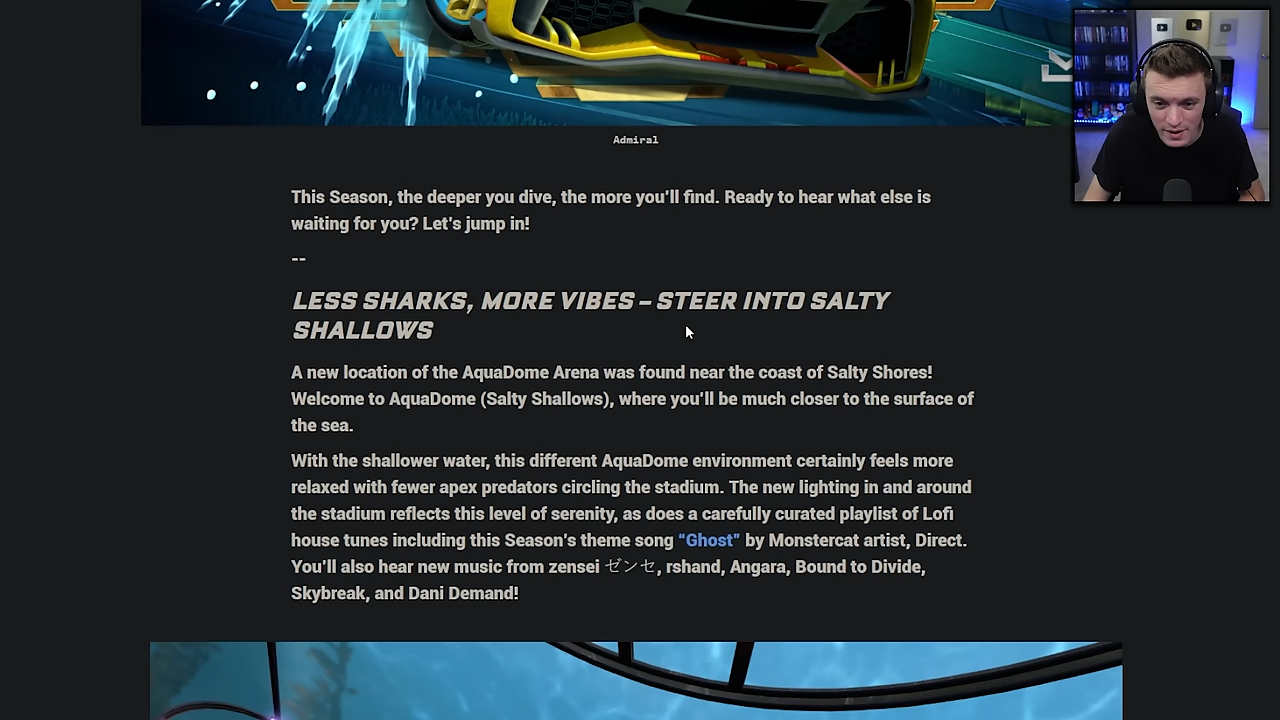 Admiral
This Season, the deeper you dive, the more you'll find. Ready to hear what else is
waiting for you? Let's jump in!
--
LESS SHARKS, MORE VIBES – STEER INTO SALTY
SHALLOWS
A new location of the AquaDome Arena was found near the coast of Salty Shores!
Welcome to AquaDome (Salty Shallows), where you'll be much closer to the surface of
the sea.
With the shallower water, this different AquaDome environment certainly feels more
relaxed with fewer apex predators circling the stadium. The new lighting in and around
the stadium reflects this level of serenity, as does a carefully curated playlist of Lofi
house tunes including this Season's theme song “Ghost” by Monstercat artist, Direct.
You'll also hear new music from zensei ゼンセ, rshand, Angara, Bound to Divide,
Skybreak, and Dani Demand!